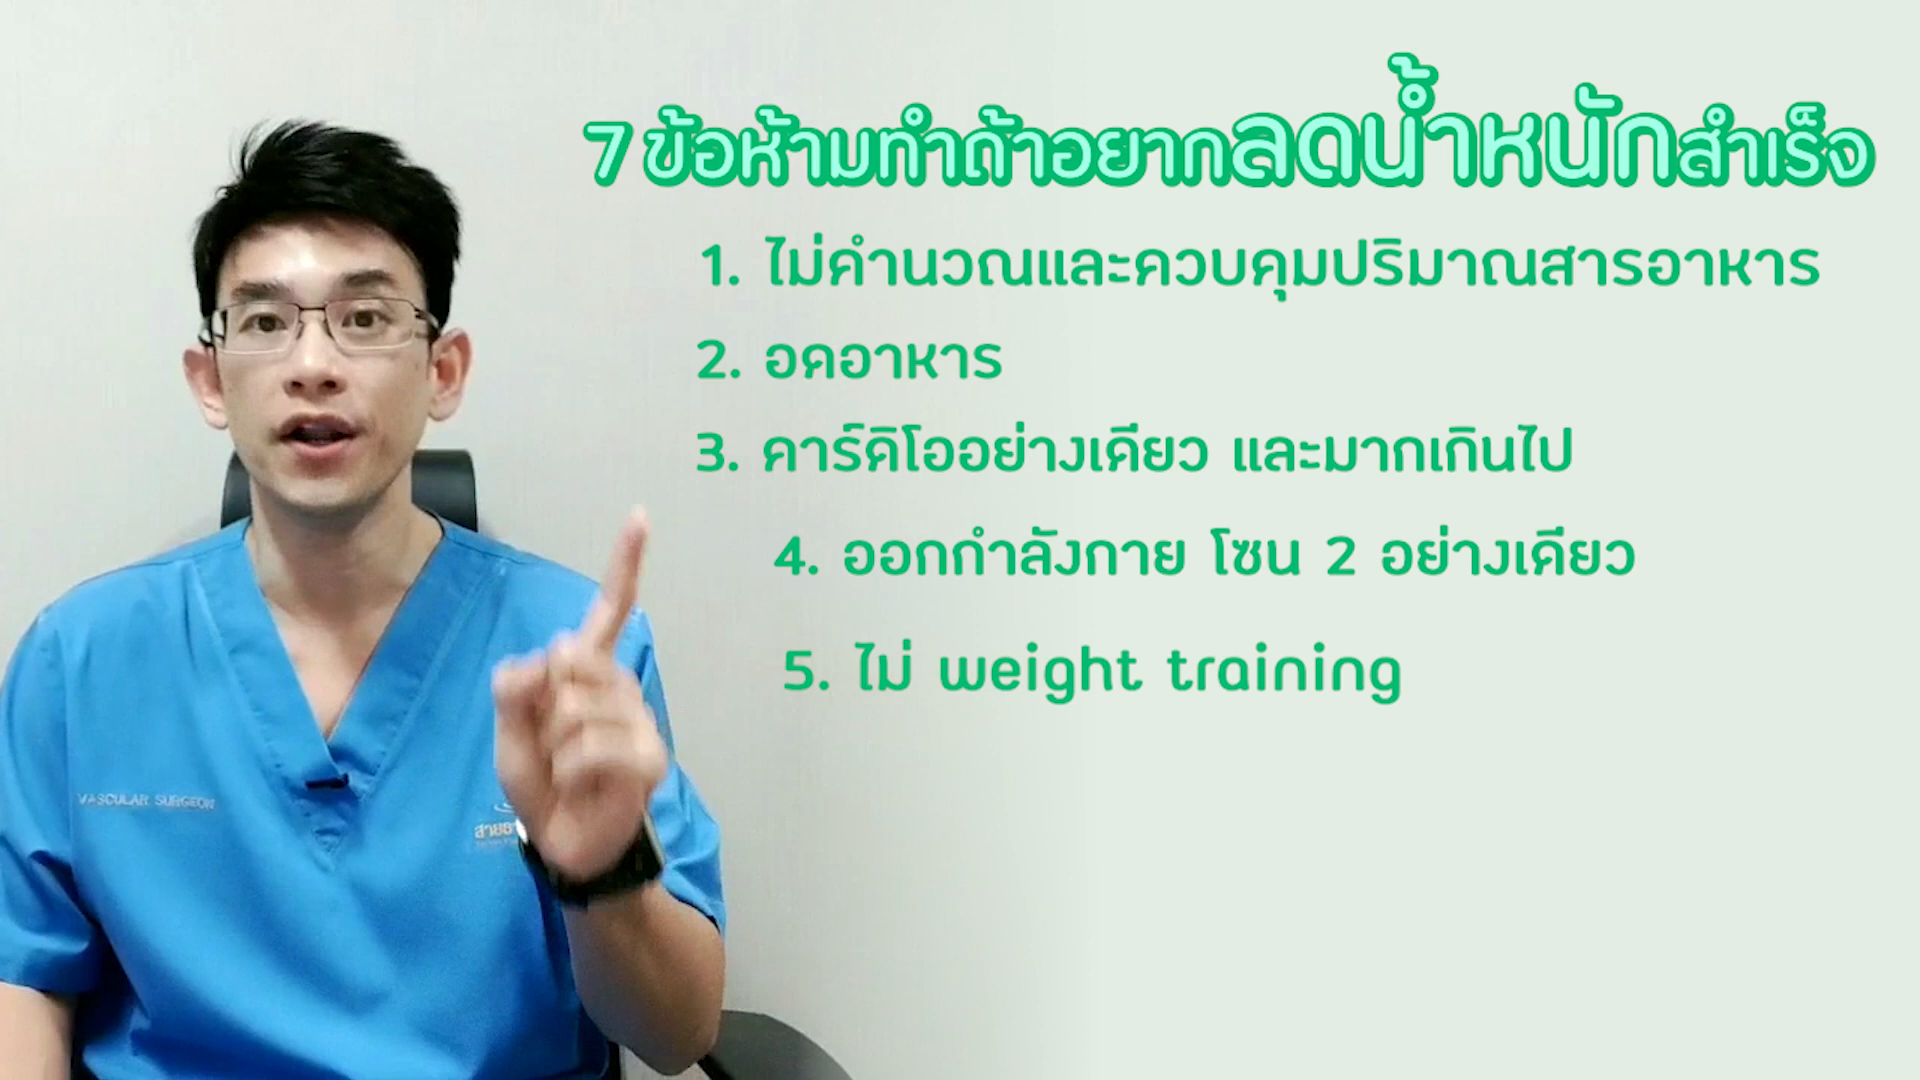 7 ข้อห้ามทำถ้าอยากลดน้ำหนักสำเร็จ
1. ไม่คำนวณและควบคุมปริมาณสารอาหาร
2. อดอาหาร
3. คาร์ดิโออย่างเดียว และมากเกินไป
4. ออกกำลังกาย โซน 2 อย่างเดียว
5. ไม่ weight training
VASCULAR SURGEON